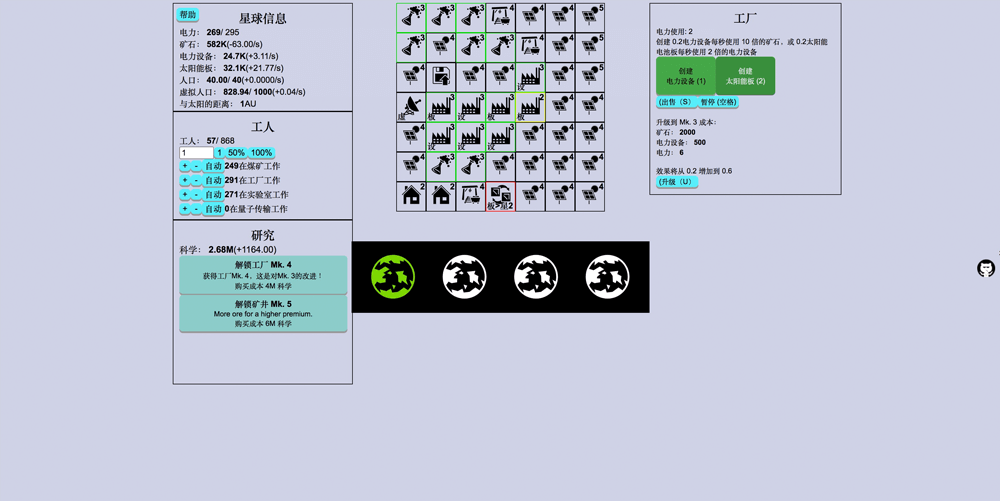 帮助
星球信息
电力： 269/ 295
矿石： 582K(-63.00/s)
电力设备： 24.7K(+3.11/s)
太阳能板： 32.1K(+21.77/s)
人口： 40.00/ 40(+0.0000/s)
虚拟人口： 828.94/ 1000(+0.04/s)
与太阳的距离： 1AU
工人
工人： 57/ 868
1 1 50% 100%
+ - 自动 249在煤矿工作
+ - 自动 291在工厂工作
+ - 自动 271在实验室工作
+ - 自动 0在量子传输工作
研究
科学： 2.68M(+1164.00)
解锁工厂 Mk. 4
获得工厂Mk. 4，这是对Mk. 3的改进！
购买成本 4M 科学
解锁矿井 Mk. 5
More ore for a higher premium.
购买成本 6M 科学
3 3 3 4 4 4 5
3 3 3 3 4 4 4
4 4 4 3 4 4
设
3 3 3 2 4 4
虚 板 设 板 板
4 3 3 3 4 4 4
设 设 设
4 3 3 4 4 4 4
2 2 4 4 4 4
板>星2
工厂
电力使用: 2
创建 0.2电力设备每秒使用 10 倍的矿石，或 0.2太阳能电池板每秒使用 2 倍的电力设备
创建
电力设备 (1)
创建
太阳能板 (2)
(出售（S） 暂停 (空格)
升级到 Mk. 3 成本：
矿石： 2000
电力设备： 500
电力： 6
效果将从 0.2 增加到 0.6
(升级（U）